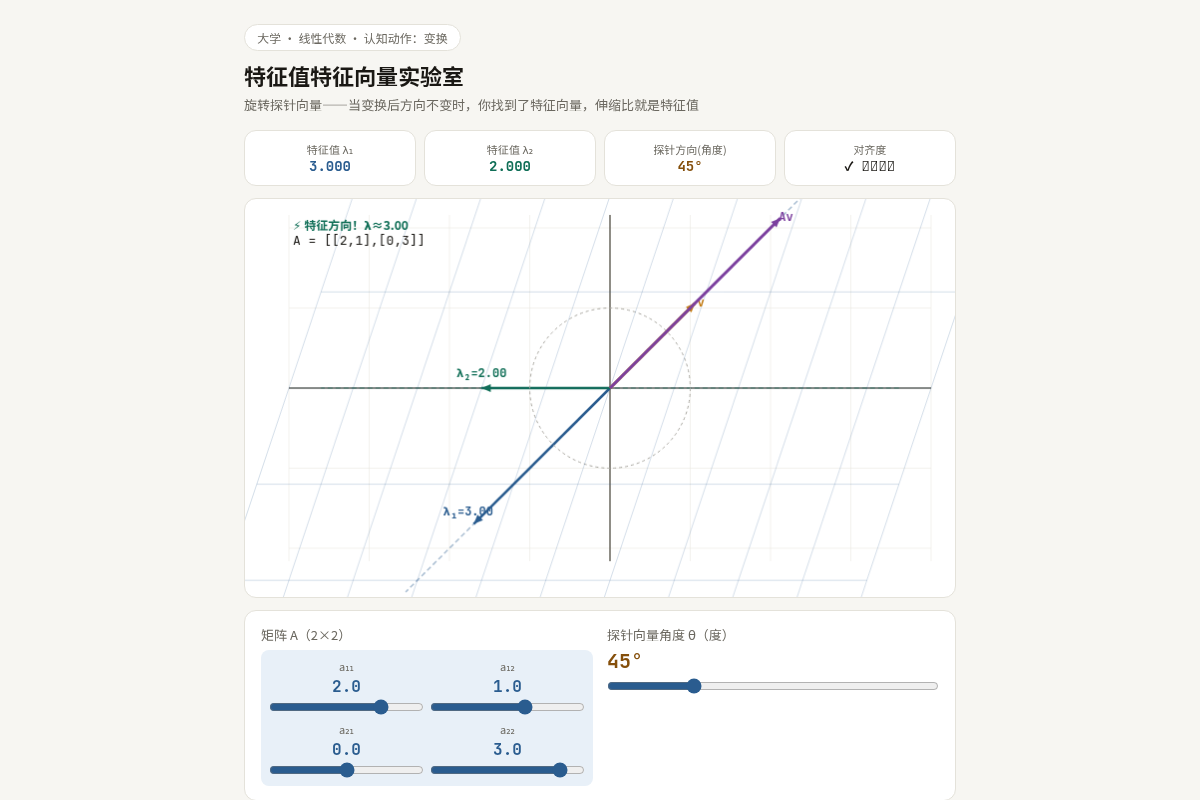 大学 · 线性代数 · 认知动作：变换
特征值特征向量实验室
旋转探针向量——当变换后方向不变时，你找到了特征向量，伸缩比就是特征值
特征值 λ₁
3.000
特征值 λ₂
2.000
探针方向(角度)
45°
对齐度
✓
⚡特征方向！λ≈3.00
A = [[2,1],[0,3]]
Av
v
λ₂=2.00
λ₁=3.00
矩阵 A（2×2）
a₁₁
2.0
a₁₂
1.0
a₂₁
0.0
a₂₂
3.0
探针向量角度 θ（度）
45°